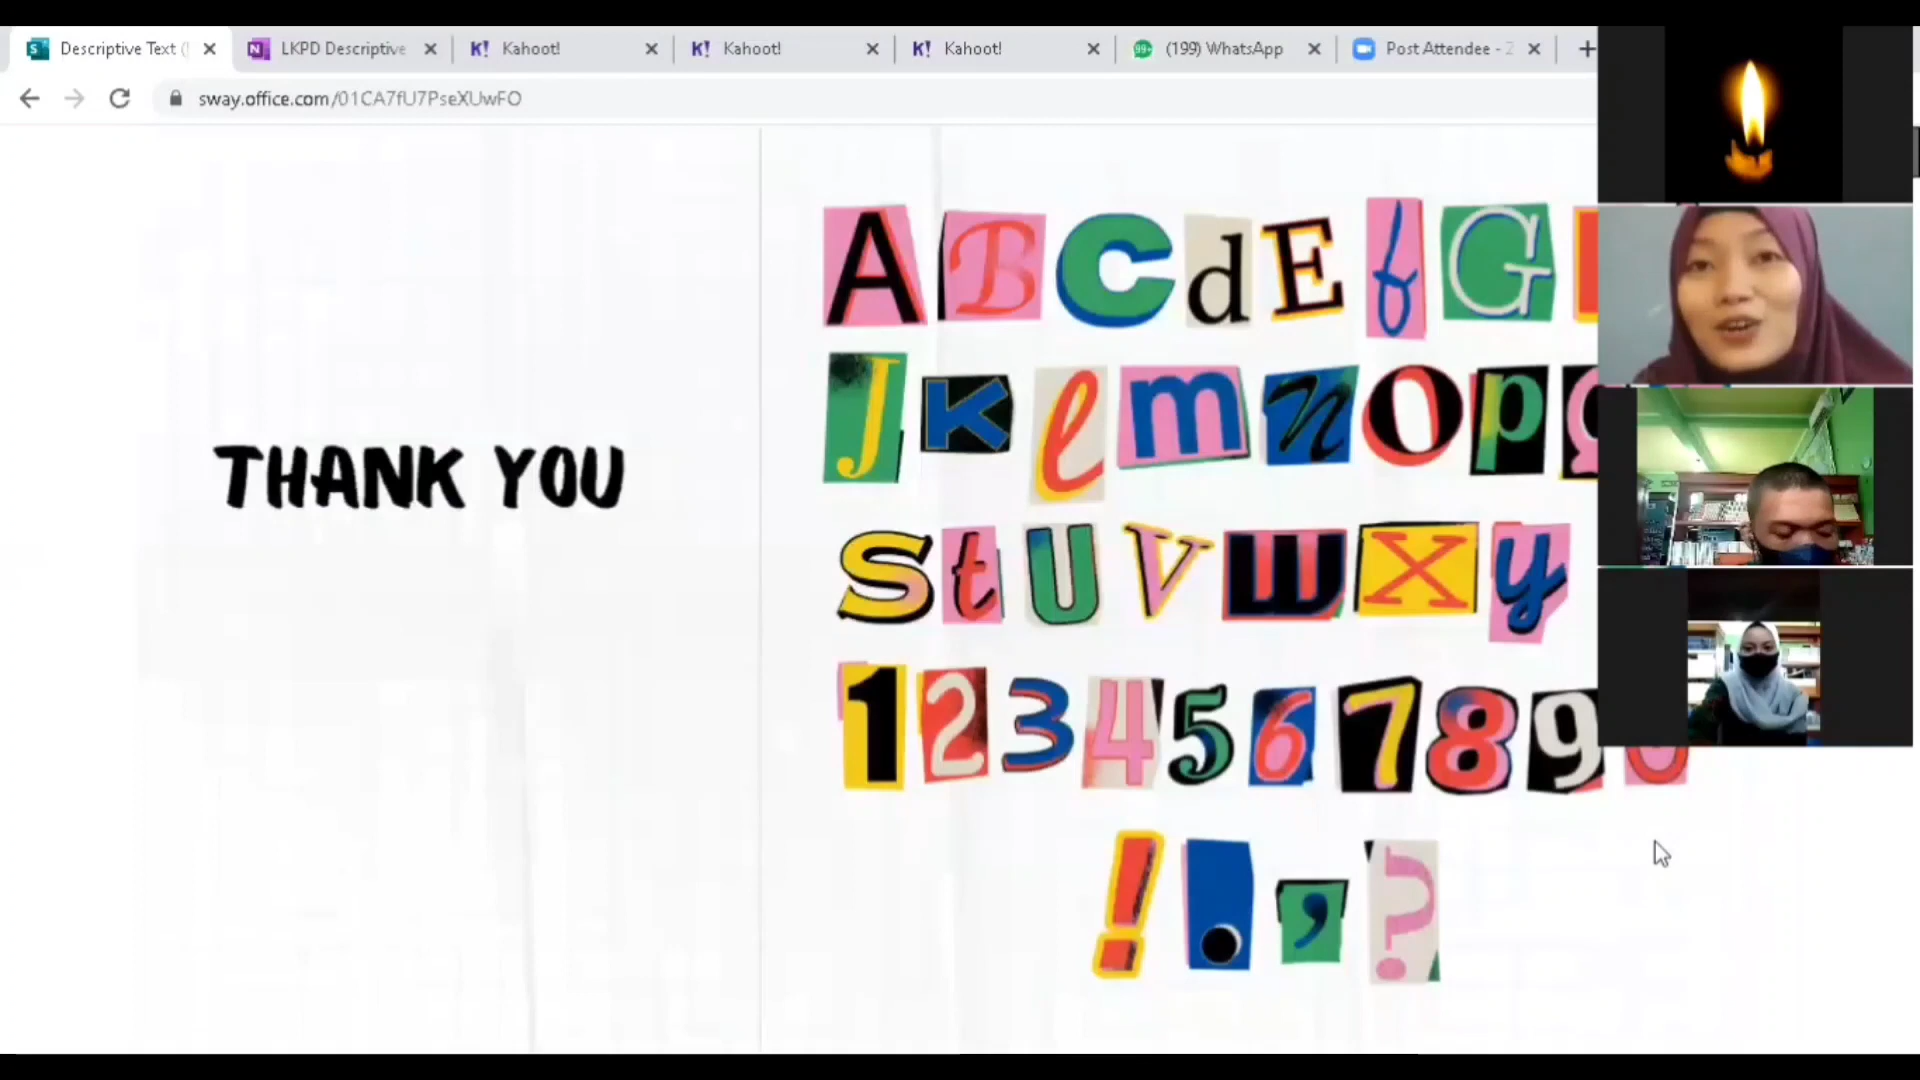 Descriptive Text (
LKPD Descriptive
Kahoot!
Kahoot!
Kahoot!
(199) WhatsApp
Post Attendee - Z
sway.office.com/01CA7fU7PseXUwFO
THANK YOU
A B C d E f G
J K l m n O p
S t U V W X y
1 2 3 4 5 6 7 8 9 0
! . , ?